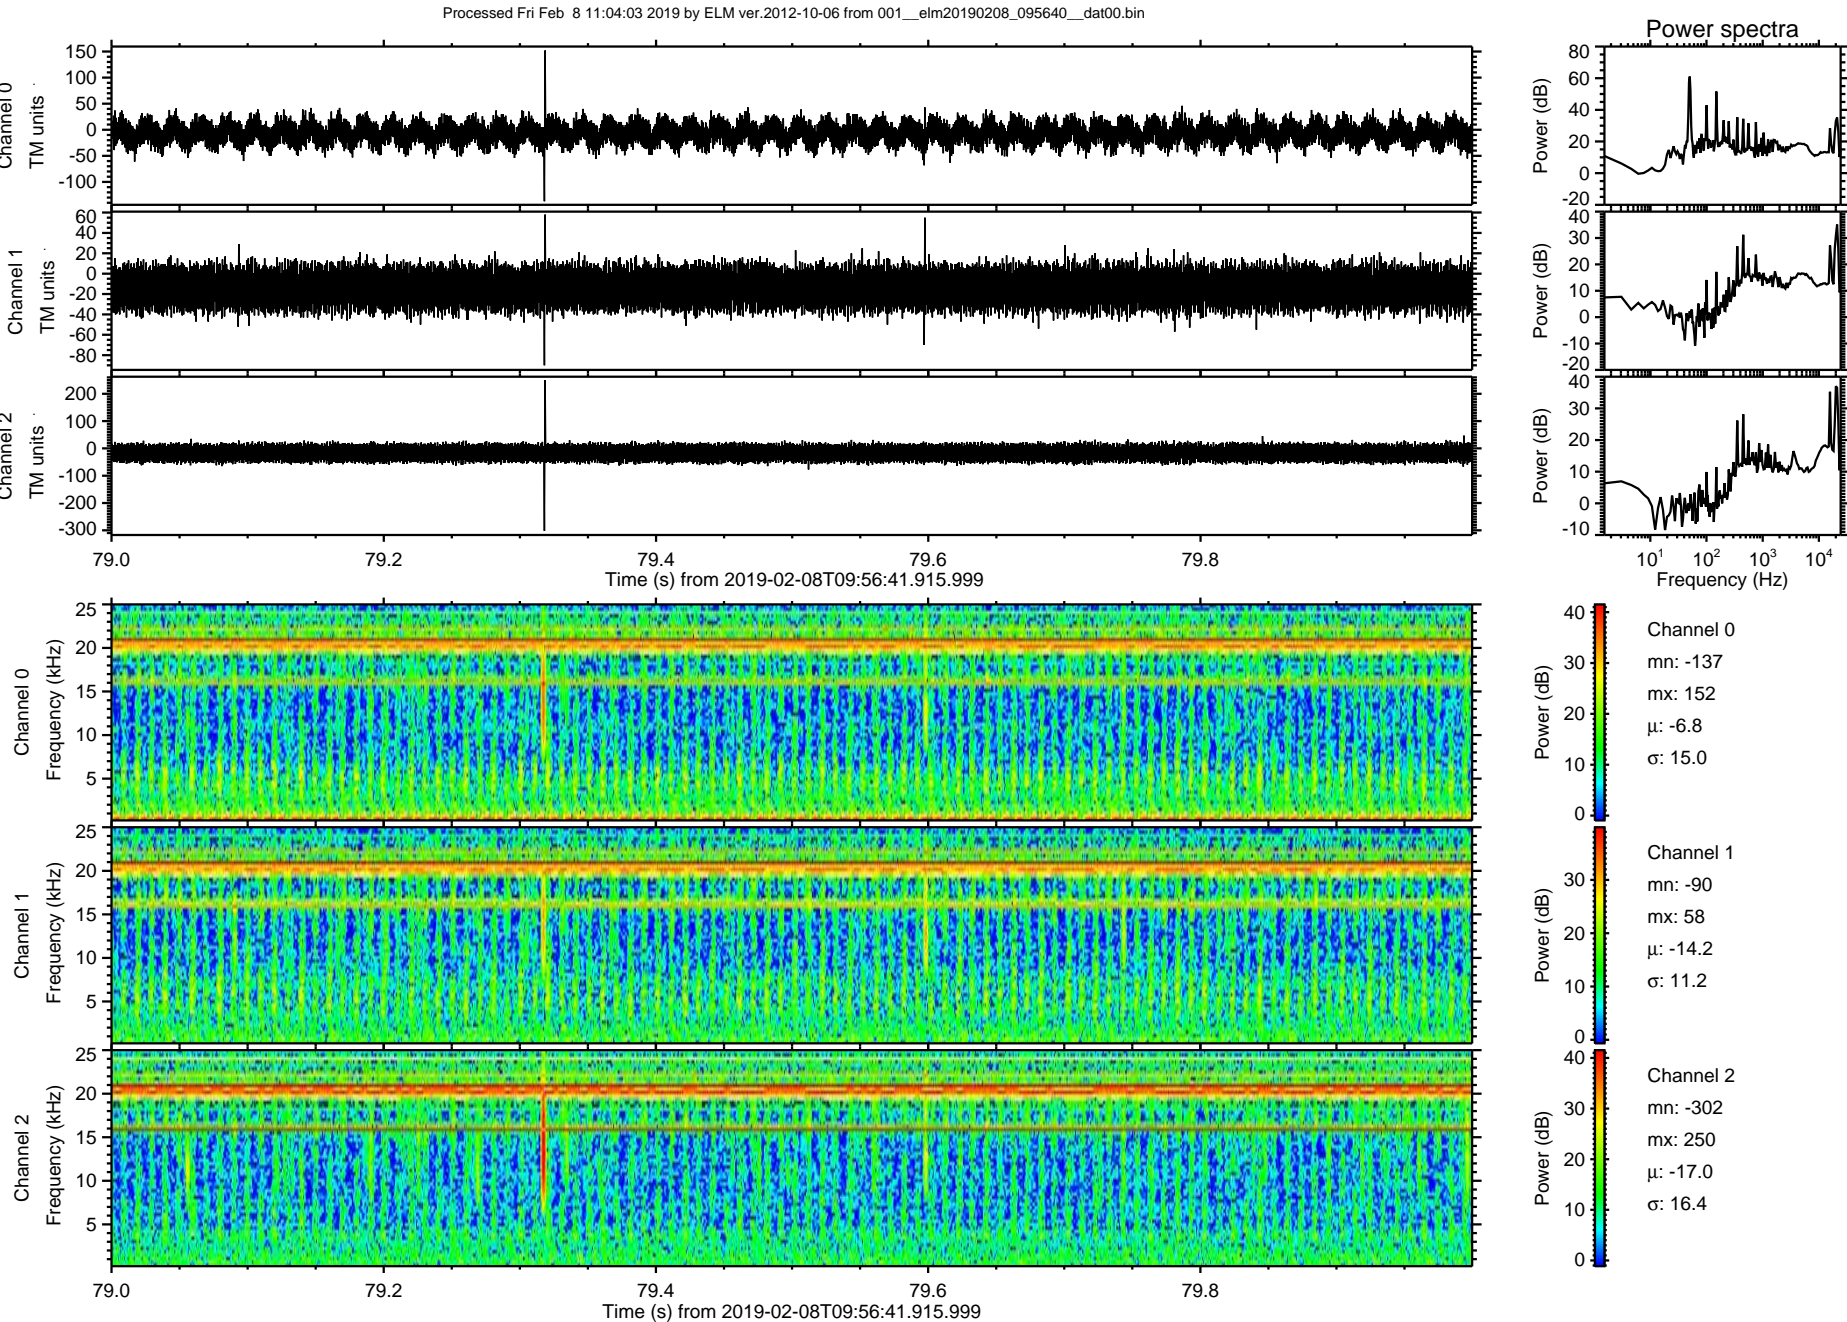 Processed Fri Feb  8 11:04:03 2019 by ELM ver.2012-10-06 from 001__elm20190208_095640__dat00.bin
Power spectra
Channel 0
TM units
150
100
50
0
-50
-100
Power (dB)
80
60
40
20
0
-20
Channel 1
TM units
60
40
20
0
-20
-40
-60
-80
Power (dB)
40
30
20
10
0
-10
-20
Channel 2
TM units
200
100
0
-100
-200
-300
Power (dB)
40
30
20
10
0
-10
79.0 79.2 79.4 79.6 79.8
Time (s) from 2019-02-08T09:56:41.915.999
10¹ 10² 10³ 10⁴
Frequency (Hz)
Channel 0
Frequency (kHz)
25
20
15
10
5
Power (dB)
40
30
20
10
0
Channel 0
mn: -137
mx: 152
μ: -6.8
σ: 15.0
Channel 1
Frequency (kHz)
25
20
15
10
5
Power (dB)
30
20
10
0
Channel 1
mn: -90
mx: 58
μ: -14.2
σ: 11.2
Channel 2
Frequency (kHz)
25
20
15
10
5
Power (dB)
40
30
20
10
0
Channel 2
mn: -302
mx: 250
μ: -17.0
σ: 16.4
79.0 79.2 79.4 79.6 79.8
Time (s) from 2019-02-08T09:56:41.915.999